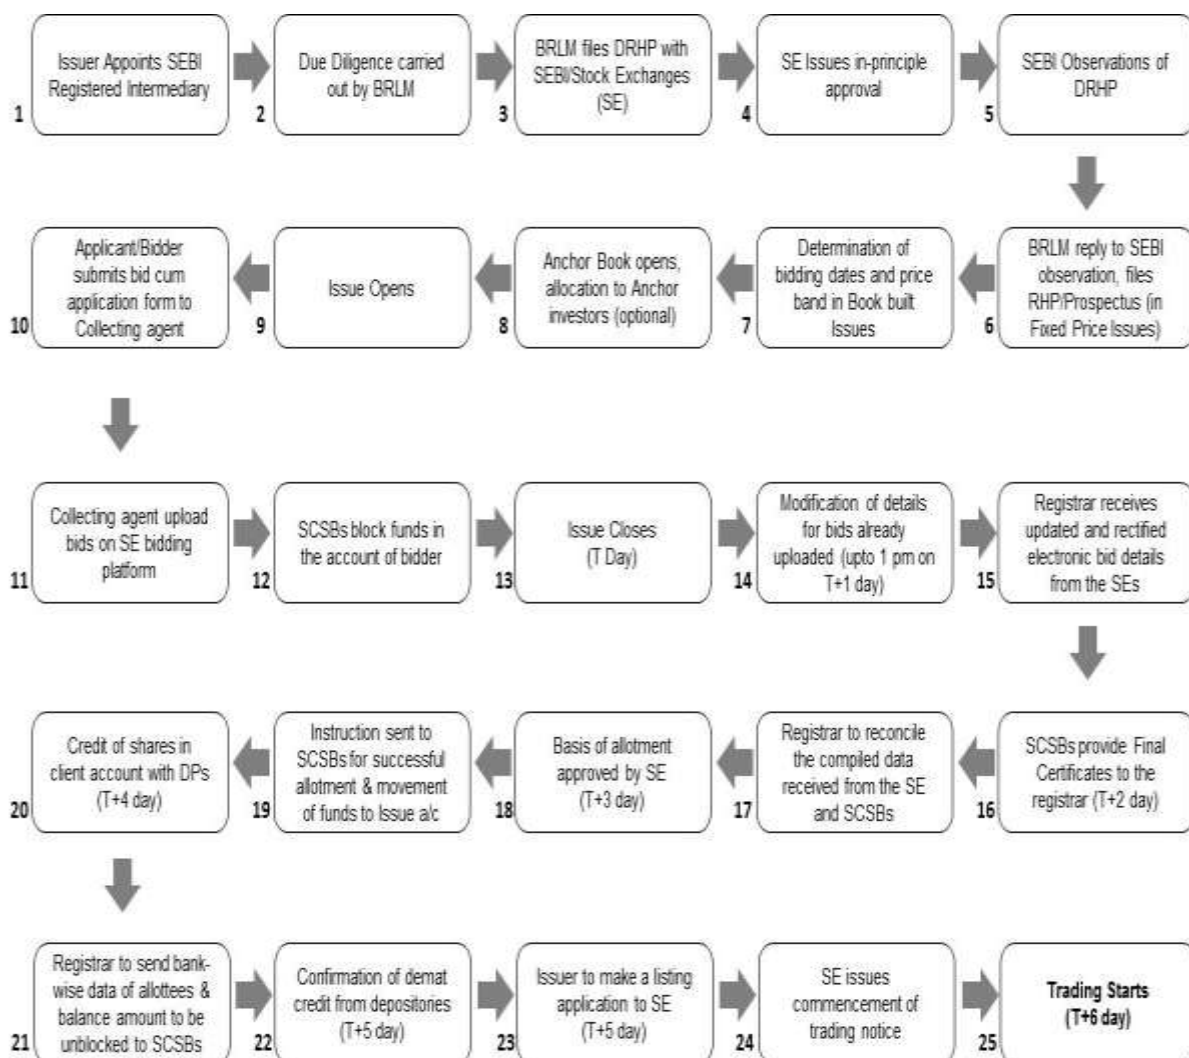 1
Issuer Appoints SEBI
Registered Intermediary
2
Due Diligence carried
out by BRLM
3
BRLM files DRHP with
SEBI/Stock Exchanges
(SE)
4
SE Issues in-principle
approval
5
SEBI Observations of
DRHP
6
BRLM reply to SEBI
observation, files
RHP/Prospectus (in
Fixed Price Issues)
7
Determination of
bidding dates and price
band in Book built
Issues
8
Anchor Book opens,
allocation to Anchor
investors (optional)
9
Issue Opens
10
Applicant/Bidder
submits bid cum
application form to
Collecting agent
11
Collecting agent upload
bids on SE bidding
platform
12
SCSBs block funds in
the account of bidder
13
Issue Closes
(T Day)
14
Modification of details
for bids already
uploaded (upto 1 pm on
T+1 day)
15
Registrar receives
updated and rectified
electronic bid details
from the SEs
16
SCSBs provide Final
Certificates to the
registrar (T+2 day)
17
Registrar to reconcile
the compiled data
received from the SE
and SCSBs
18
Basis of allotment
approved by SE
(T+3 day)
19
Instruction sent to
SCSBs for successful
allotment & movement
of funds to Issue a/c
20
Credit of shares in
client account with DPs
(T+4 day)
21
Registrar to send bank-
wise data of allottees &
balance amount to be
unblocked to SCSBs
22
Confirmation of demat
credit from depositories
(T+5 day)
23
Issuer to make a listing
application to SE
(T+5 day)
24
SE issues
commencement of
trading notice
25
Trading Starts
(T+6 day)